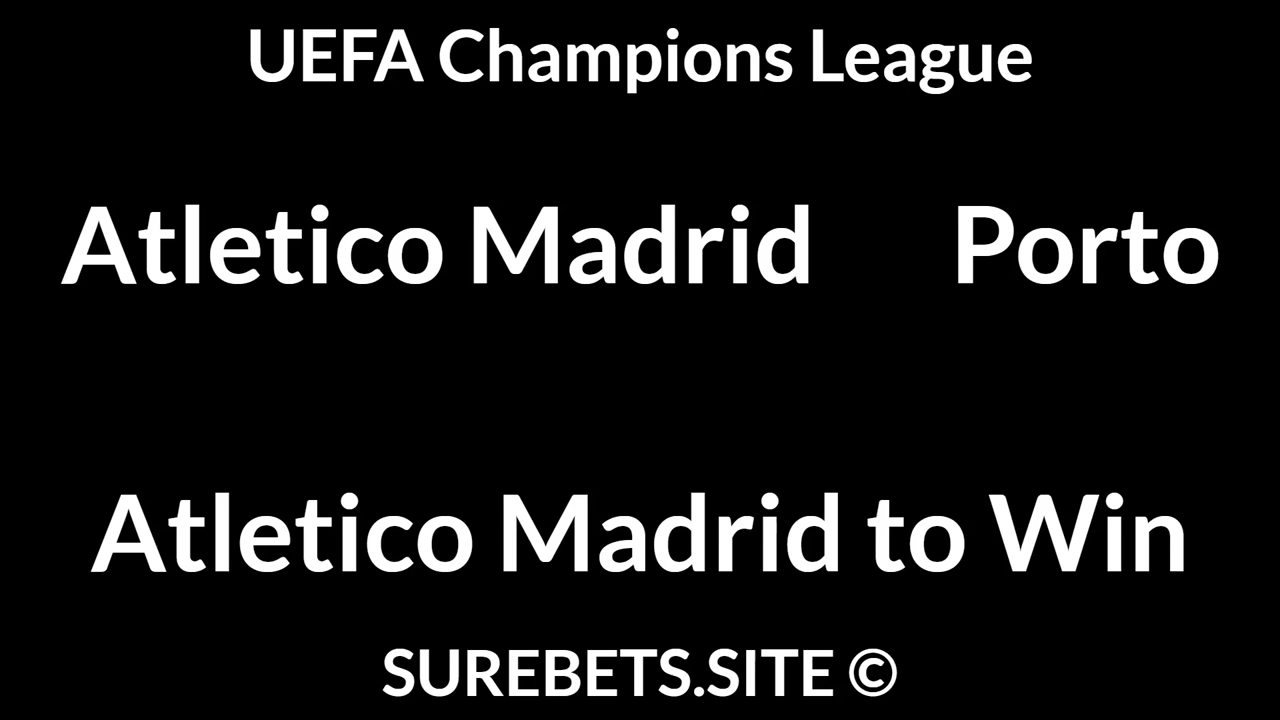 UEFA Champions League
Atletico Madrid Porto
Atletico Madrid to Win
SUREBETS.SITE ©